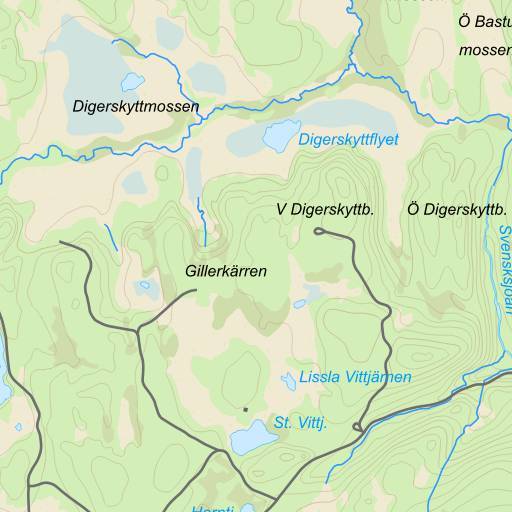 Ö Bastu
mossen
Digerskyttmossen
Digerskyttflyet
V Digerskyttb.
Ö Digerskyttb.
Svensksjöån
Gillerkärren
Lissla Vittjärnen
St. Vittj.